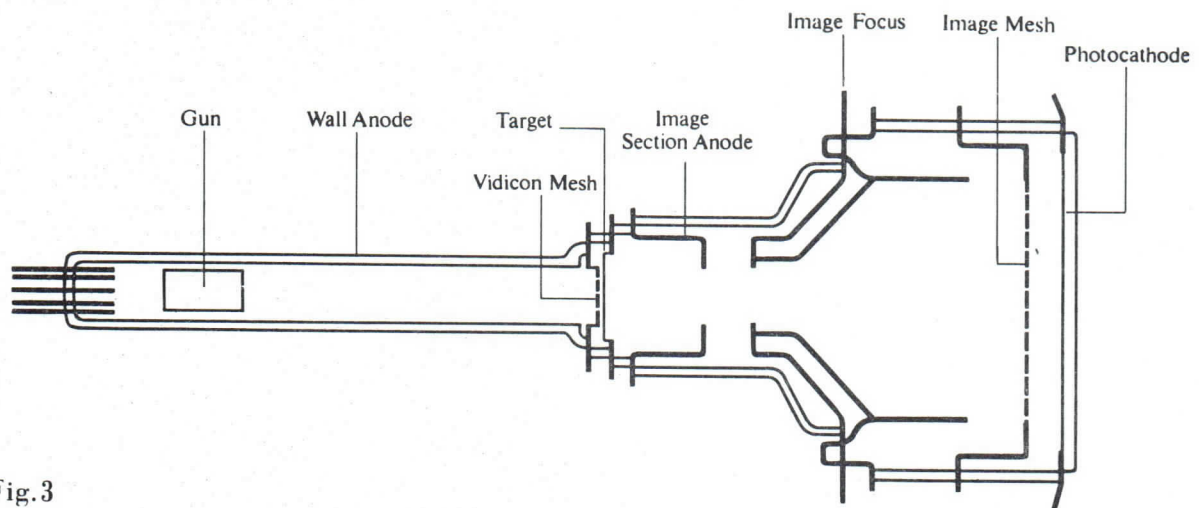 Image Focus
Image Mesh
Photocathode
Gun
Wall Anode
Target
Image
Section Anode
Vidicon Mesh
Fig.3